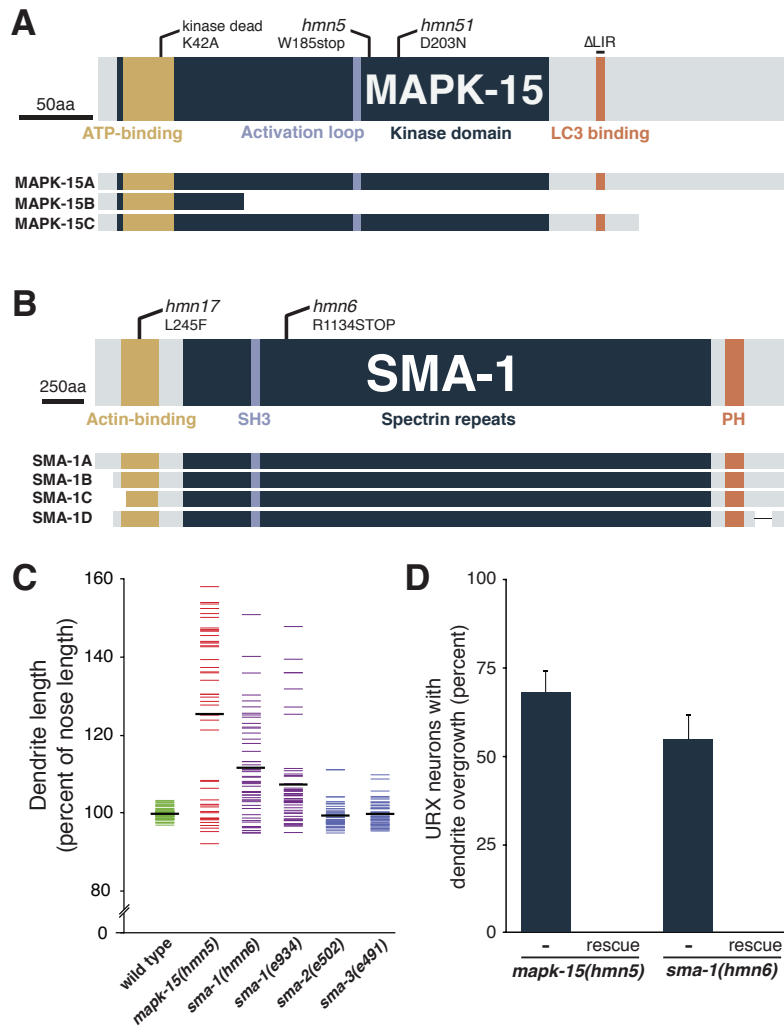 A
kinase dead
K42A
hmn5
W185stop
hmn51
D203N
ΔLIR
MAPK-15
50aa
ATP-binding
Activation loop
Kinase domain
LC3 binding
MAPK-15A
MAPK-15B
MAPK-15C
B
hmn17
L245F
hmn6
R1134STOP
SMA-1
250aa
Actin-binding
SH3
Spectrin repeats
PH
SMA-1A
SMA-1B
SMA-1C
SMA-1D
C
Dendrite length
(percent of nose length)
160
140
120
100
80
0
wild type
mapk-15(hmn5)
sma-1(hmn6)
sma-1(e934)
sma-2(e502)
sma-3(e491)
D
URX neurons with
dendrite overgrowth (percent)
100
75
50
25
0
- rescue - rescue
mapk-15(hmn5) sma-1(hmn6)